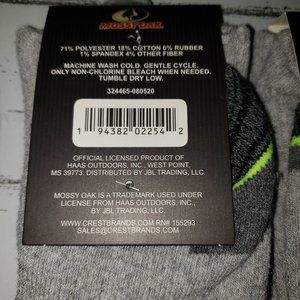 MOSSY OAK
71% POLYESTER 18% COTTON 6% RUBBER
1% SPANDEX 4% OTHER FIBER
MACHINE WASH COLD. GENTLE CYCLE.
ONLY NON-CHLORINE BLEACH WHEN NEEDED.
TUMBLE DRY LOW.
324465-080520
1 94382 02254 2
OFFICIAL LICENSED PRODUCT OF
HAAS OUTDOORS, INC., WEST POINT,
MS 39773. DISTRIBUTED BY JBL TRADING, LLC.
MOSSY OAK IS A TRADEMARK USED UNDER
LICENSE FROM HAAS OUTDOORS, INC.,
BY JBL TRADING, LLC.
WWW.CRESTBRANDS.COM RN# 155293
SALES@CRESTBRANDS.COM